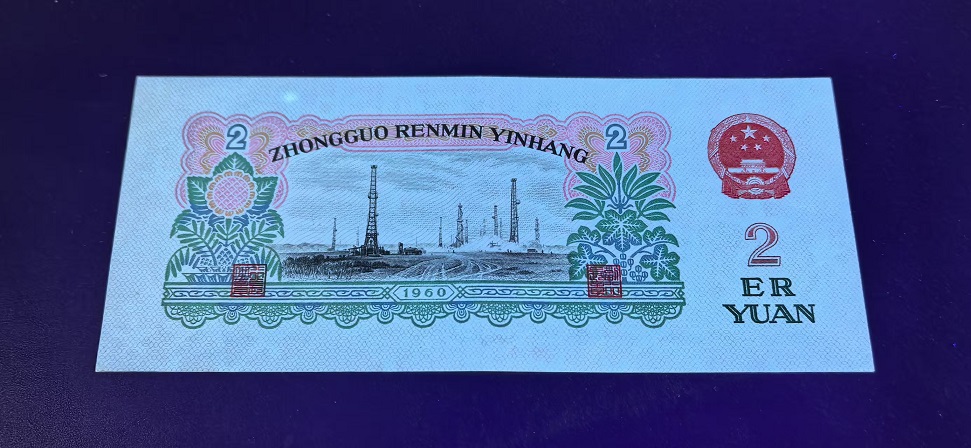 2
ZHONGGUO RENMIN YINHANG
2
1960
2
ER
YUAN